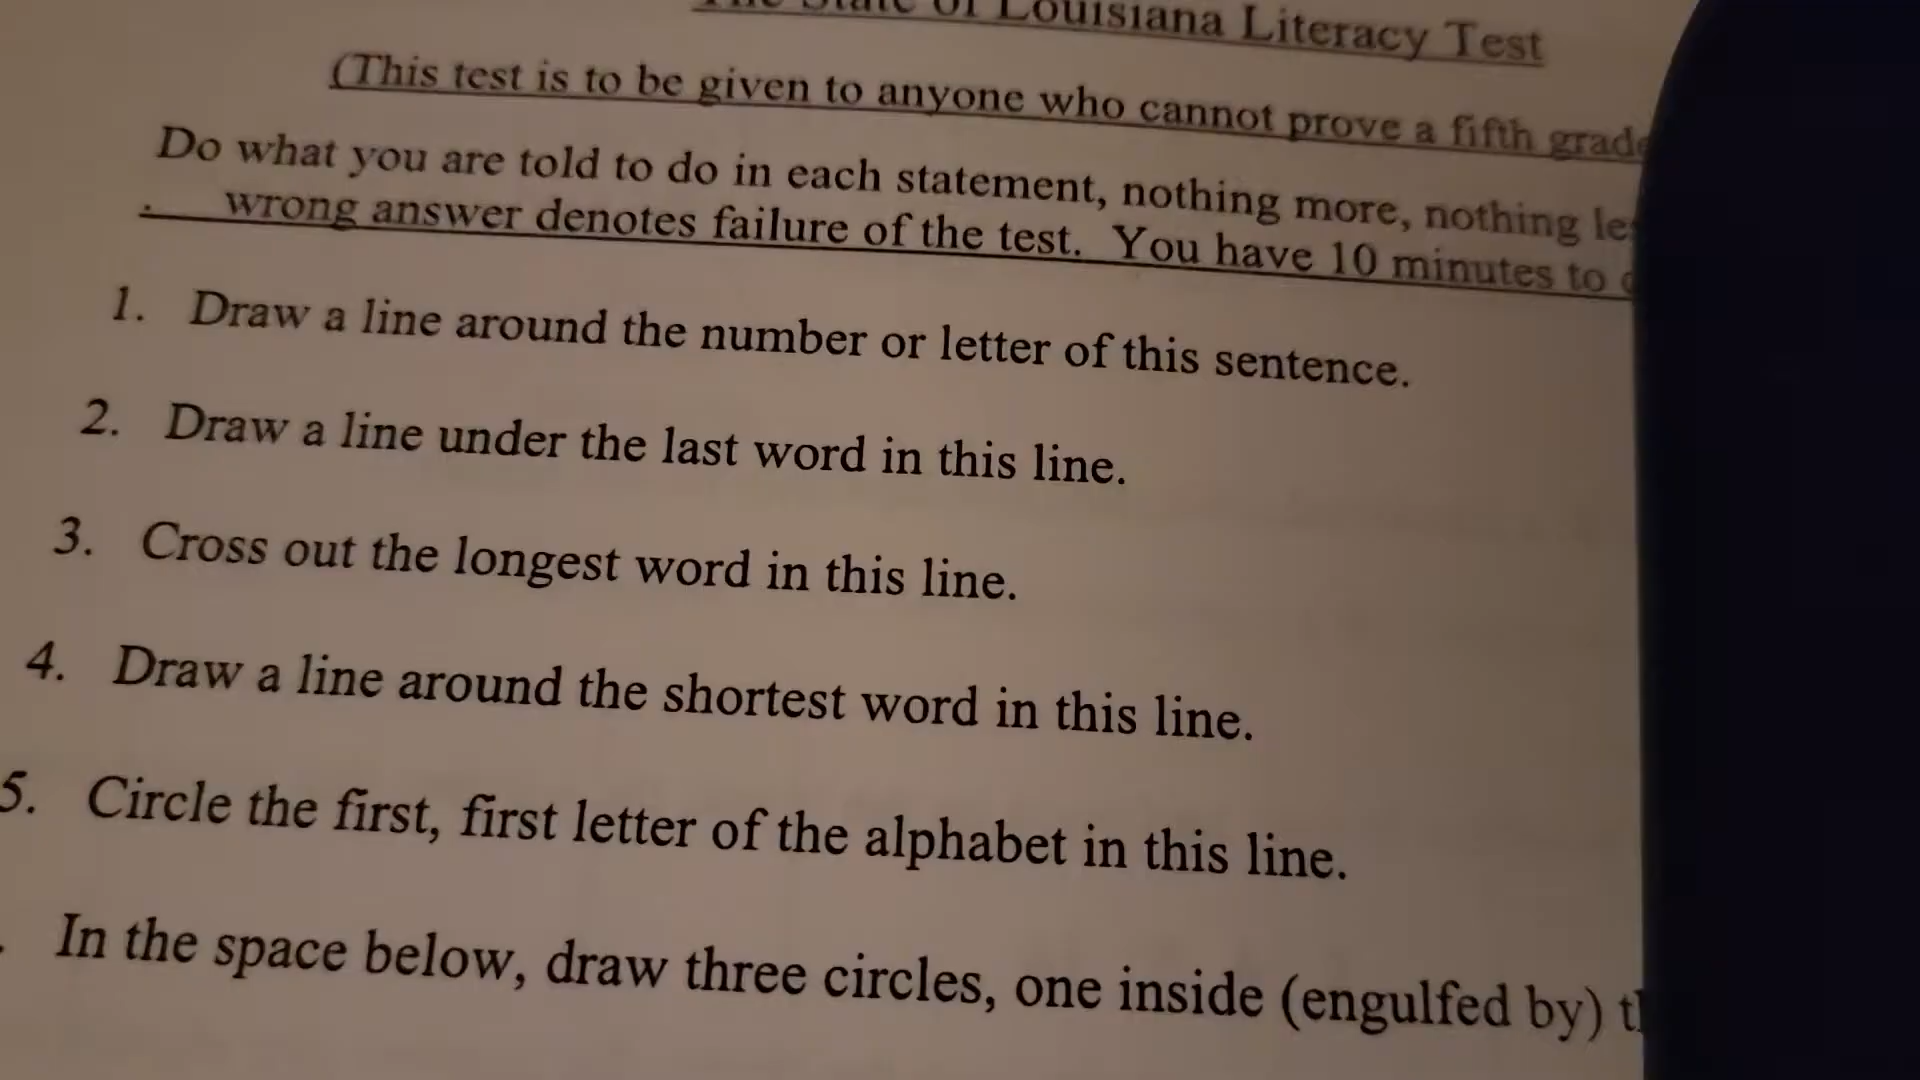 The State of Louisiana Literacy Test
(This test is to be given to anyone who cannot prove a fifth grade
Do what you are told to do in each statement, nothing more, nothing
wrong answer denotes failure of the test. You have 10 minutes to
1. Draw a line around the number or letter of this sentence.
2. Draw a line under the last word in this line.
3. Cross out the longest word in this line.
4. Draw a line around the shortest word in this line.
5. Circle the first, first letter of the alphabet in this line.
In the space below, draw three circles, one inside (engulfed by)